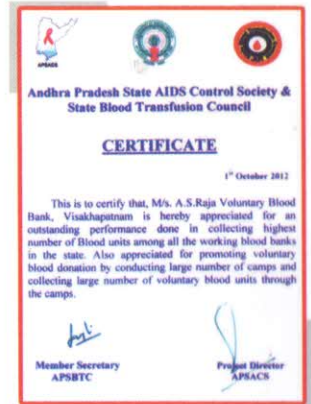 APSACS
Andhra Pradesh State AIDS Control Society &
State Blood Transfusion Council
CERTIFICATE
1st October 2012
This is to certify that, M/s. A.S.Raja Voluntary Blood
Bank, Visakhapatnam is hereby appreciated for an
outstanding performance done in collecting highest
number of Blood units among all the working blood banks
in the state. Also appreciated for promoting voluntary
blood donation by conducting large number of camps and
collecting large number of voluntary blood units through
the camps.
Member Secretary
APSBTC
Project Director
APSACS